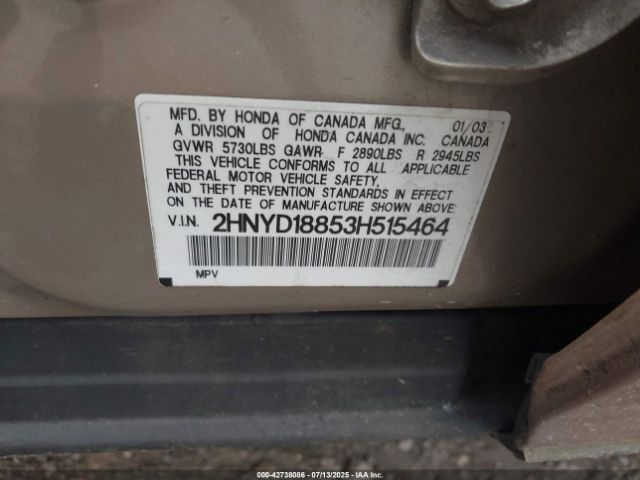 MFD. BY HONDA OF CANADA MFG., 01/03
A DIVISION OF HONDA CANADA INC. CANADA
GVWR 5730LBS GAWR F 2890LBS R 2945LBS
THIS VEHICLE CONFORMS TO ALL APPLICABLE
FEDERAL MOTOR VEHICLE SAFETY,
AND THEFT PREVENTION STANDARDS IN EFFECT
ON THE DATE OF MANUFACTURE SHOWN ABOVE.
V.I.N. 2HNYD18853H515464
MPV
000-42738086 - 07/13/2025 - IAAI.COM